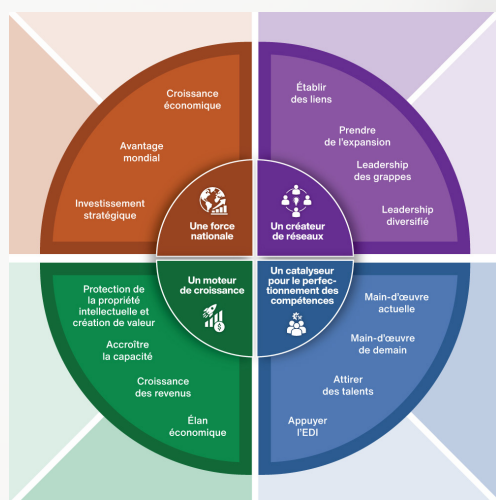 Croissance
économique
Avantage
mondial
Investissement
stratégique
Une force
nationale
Établir
des liens
Prendre
de l'expansion
Leadership
des grappes
Leadership
diversifié
Un créateur
de réseaux
Un moteur
de croissance
Protection de
la propriété
intellectuelle et
création de valeur
Accroître
la capacité
Croissance
des revenus
Élan
économique
Un catalyseur
pour le perfec-
tionnement des
compétences
Main-d'œuvre
actuelle
Main-d'œuvre
de demain
Attirer
des talents
Appuyer
l'EDI